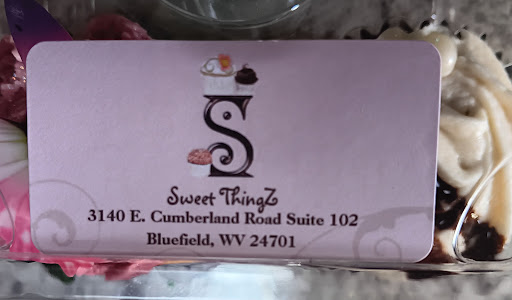 S
Sweet ThingZ
3140 E. Cumberland Road Suite 102
Bluefield, WV 24701